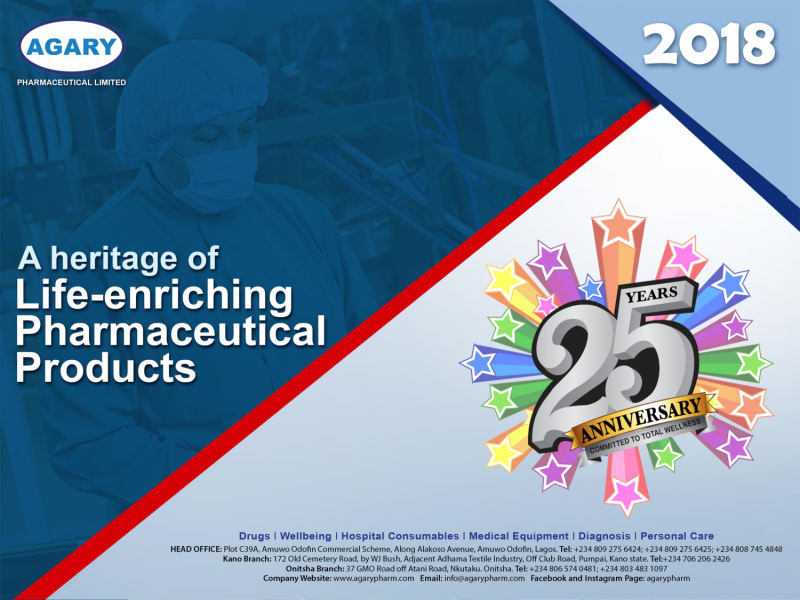 AGARY
PHARMACEUTICAL LIMITED
2018
A heritage of
Life-enriching
Pharmaceutical
Products
YEARS
25
ANNIVERSARY
COMMITTED TO TOTAL WELLNESS
Drugs | Wellbeing | Hospital Consumables | Medical Equipment | Diagnosis | Personal Care
HEAD OFFICE: Plot C39A, Amuwo Odofin Commercial Scheme, Along Alakoso Avenue, Amuwo Odofin, Lagos. Tel: +234 809 275 6424; +234 809 275 6425; +234 808 745 4848
Kano Branch: 172 Old Cemetery Road, by WJ Bush, Adjacent Adhama Textile Industry, Off Club Road, Pumpai, Kano state. Tel:+234 706 206 2426
Onitsha Branch: 37 GMO Road off Atani Road, Nkutaku. Onitsha. Tel: +234 806 574 0481; +234 803 483 1097
Company Website: www.agarypharm.com Email: info@agarypharm.com Facebook and Instagram Page: agarypharm